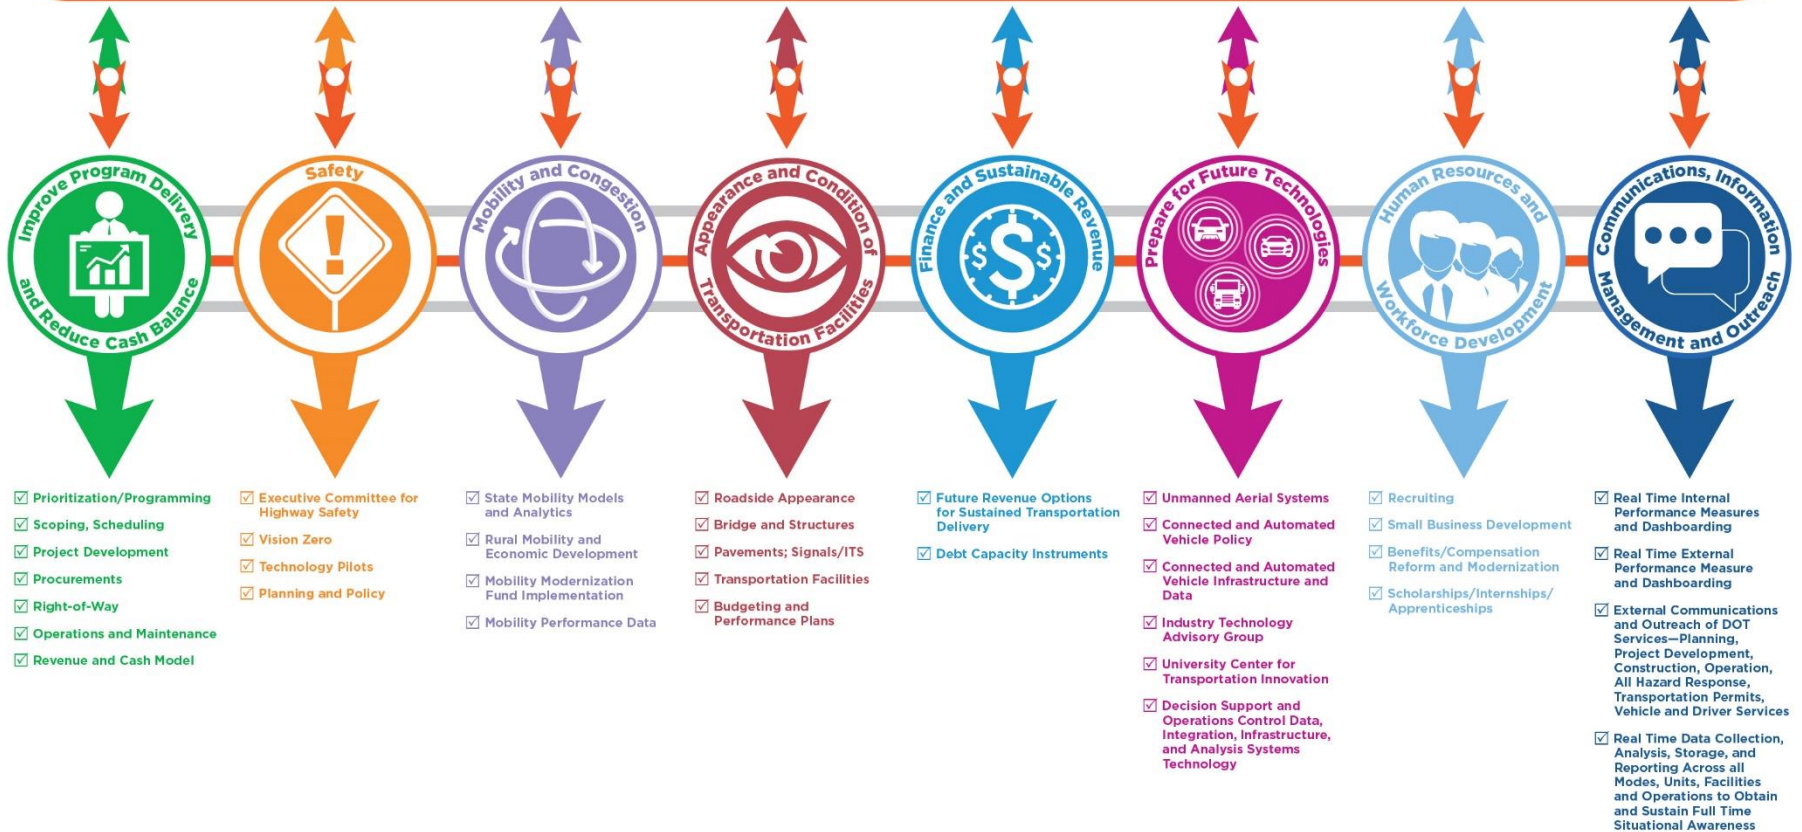 Improve Program Delivery
and Reduce Cash Balance
Safety
Mobility and Congestion
Appearance and Condition of
Transportation Facilities
Finance and Sustainable Revenue
$ S $
Prepare for Future Technologies
Human Resources and
Workforce Development
Communications, Information
Management and Outreach
Prioritization/Programming
Scoping, Scheduling
Project Development
Procurements
Right-of-Way
Operations and Maintenance
Revenue and Cash Model
Executive Committee for
Highway Safety
Vision Zero
Technology Pilots
Planning and Policy
State Mobility Models
and Analytics
Rural Mobility and
Economic Development
Mobility Modernization
Fund Implementation
Mobility Performance Data
Roadside Appearance
Bridge and Structures
Pavements; Signals/ITS
Transportation Facilities
Budgeting and
Performance Plans
Future Revenue Options
for Sustained Transportation
Delivery
Debt Capacity Instruments
Unmanned Aerial Systems
Connected and Automated
Vehicle Policy
Connected and Automated
Vehicle Infrastructure and
Data
Industry Technology
Advisory Group
University Center for
Transportation Innovation
Decision Support and
Operations Control Data,
Integration, Infrastructure,
and Analysis Systems
Technology
Recruiting
Small Business Development
Benefits/Compensation
Reform and Modernization
Scholarships/Internships/
Apprenticeships
Real Time Internal
Performance Measures
and Dashboarding
Real Time External
Performance Measure
and Dashboarding
External Communications
and Outreach of DOT
Services—Planning,
Project Development,
Construction, Operation,
All Hazard Response,
Transportation Permits,
Vehicle and Driver Services
Real Time Data Collection,
Analysis, Storage, and
Reporting Across all
Modes, Units, Facilities
and Operations to Obtain
and Sustain Full Time
Situational Awareness